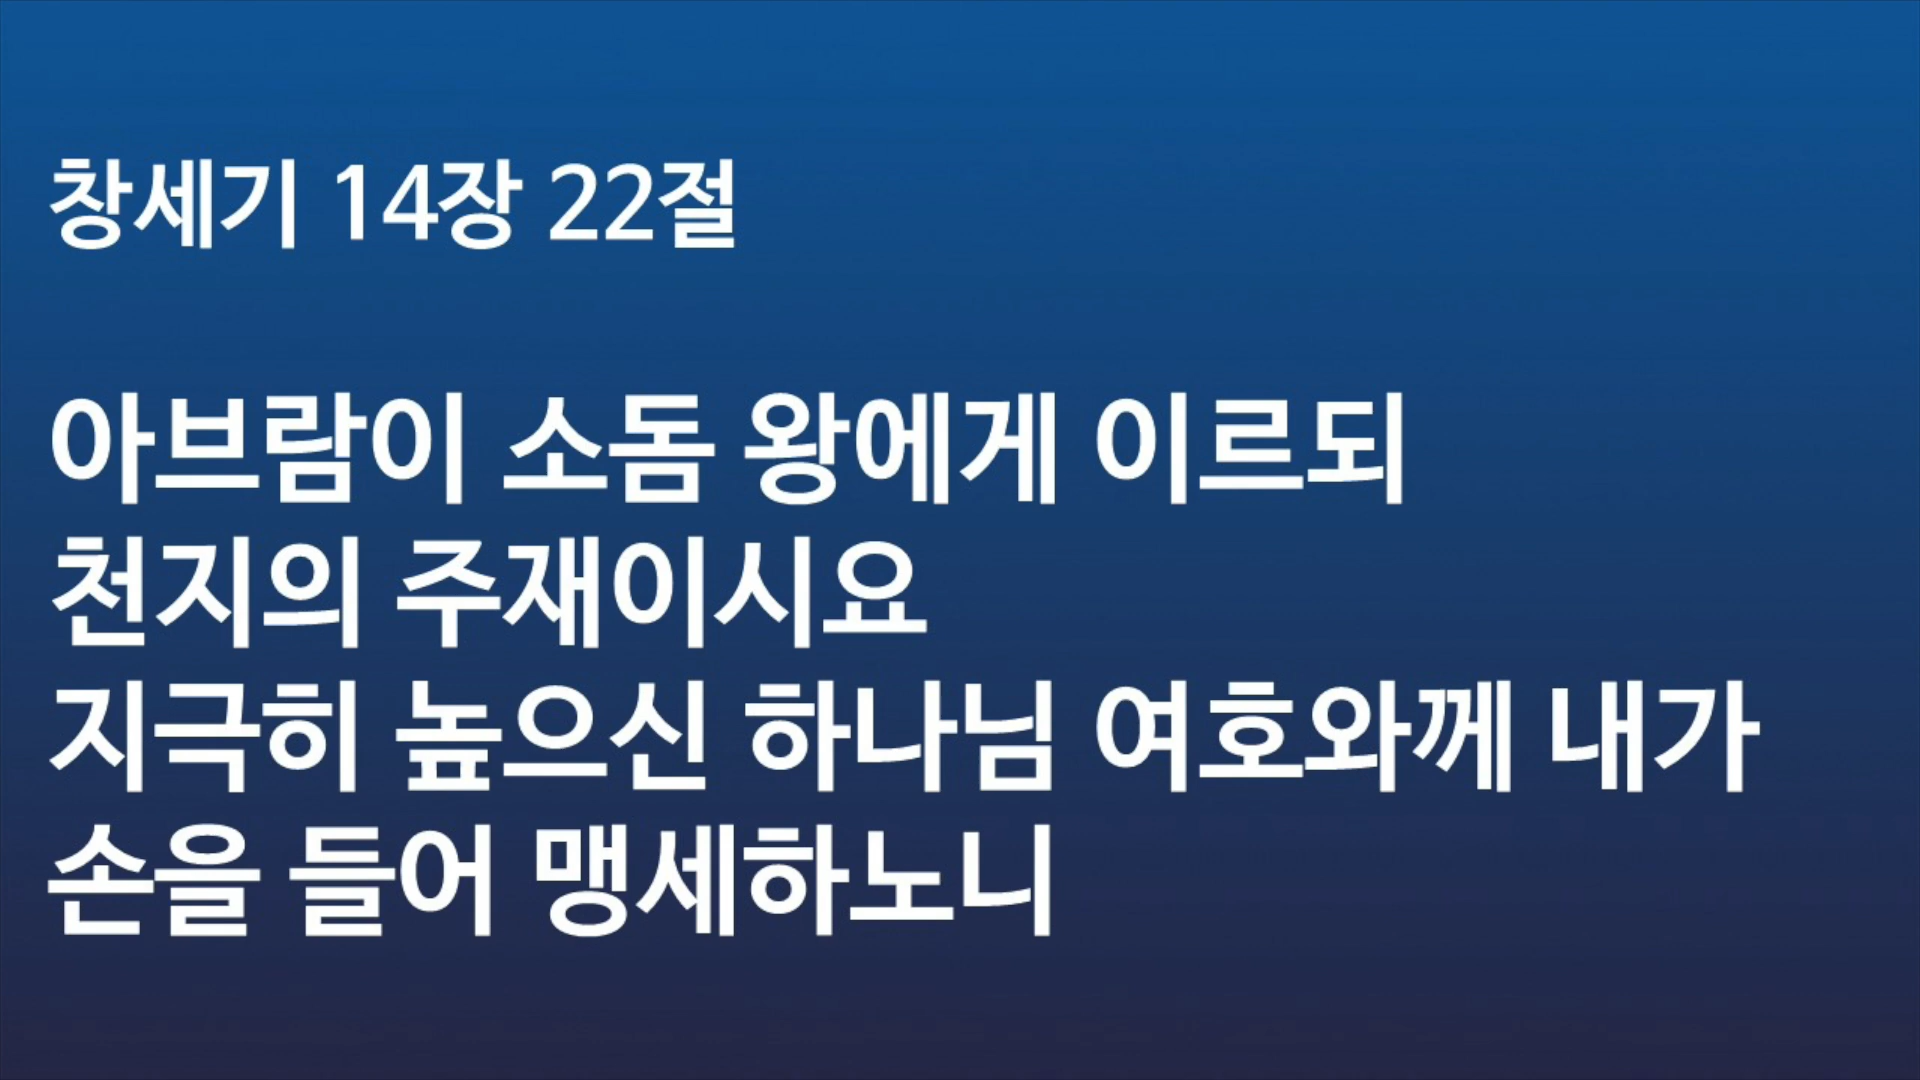 창세기 14장 22절
아브람이 소돔 왕에게 이르되
천지의 주재이시요
지극히 높으신 하나님 여호와께 내가
손을 들어 맹세하노니